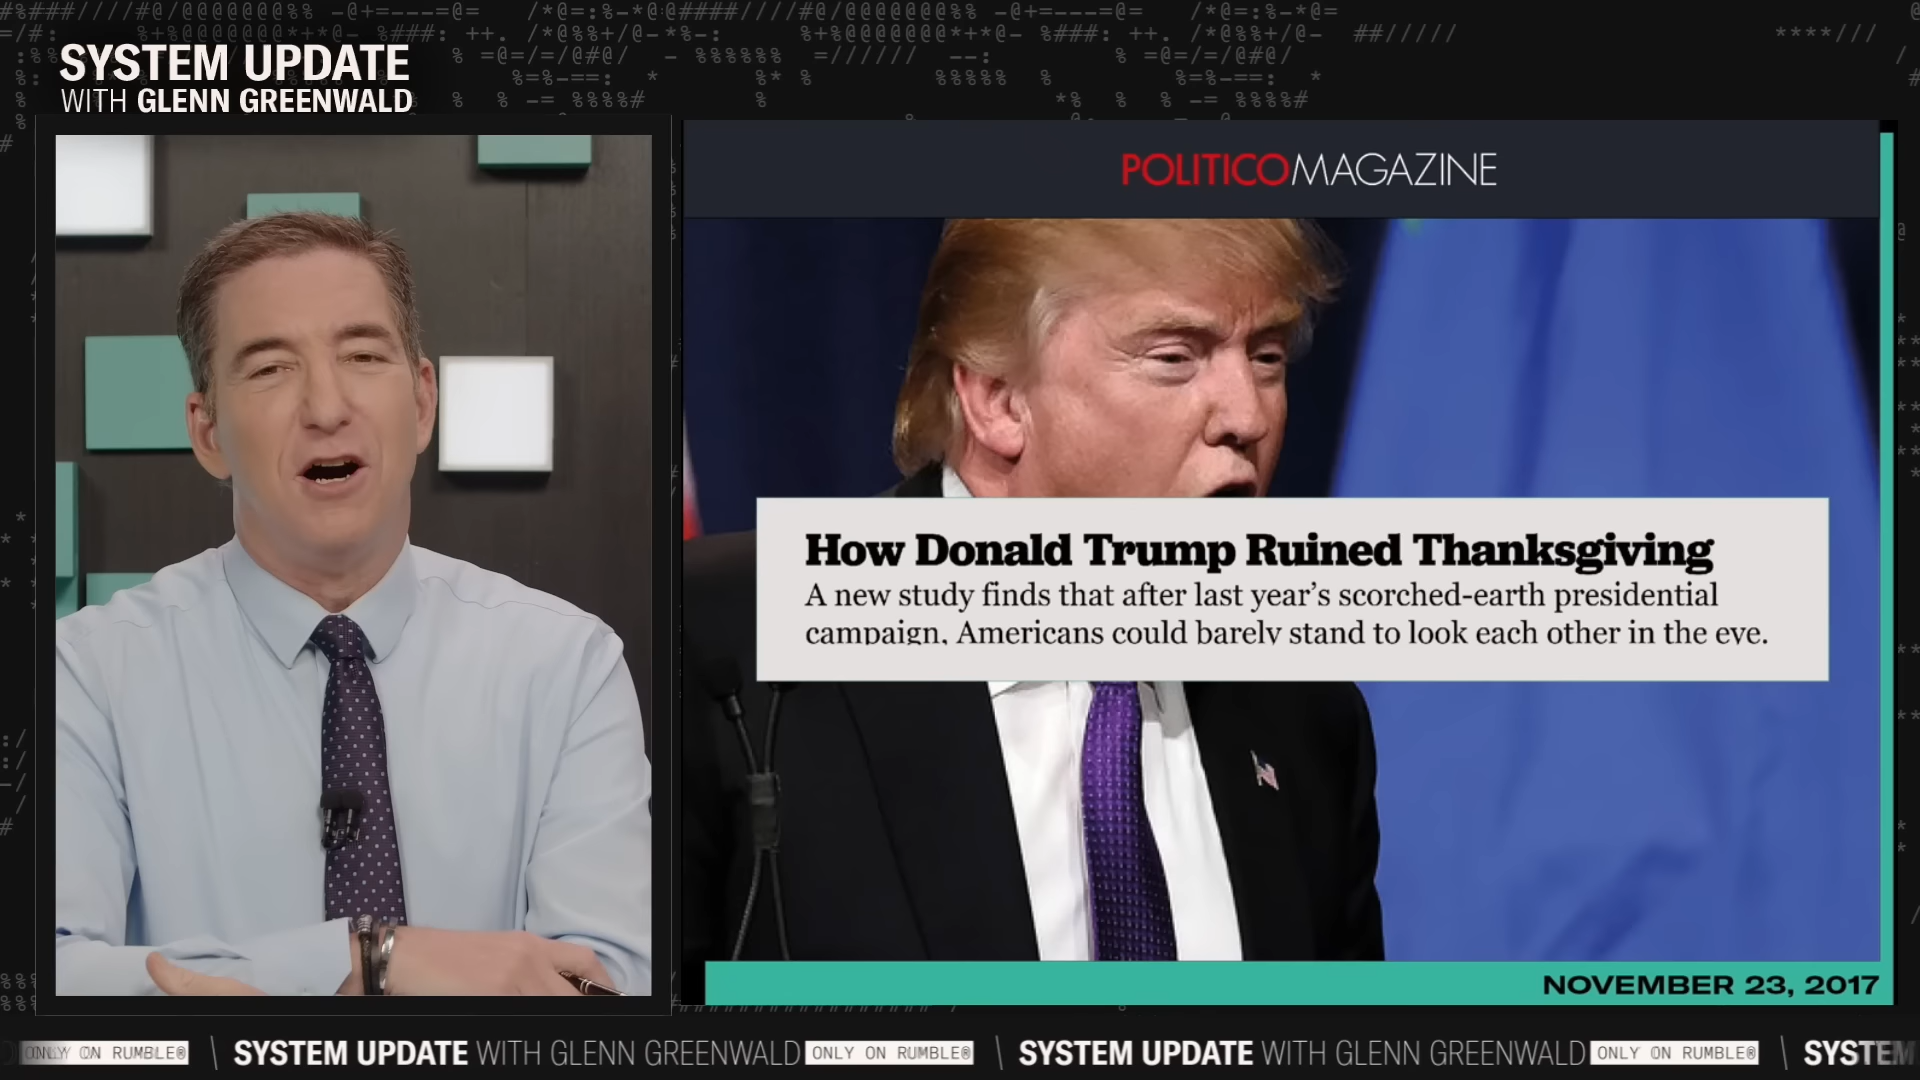 SYSTEM UPDATE
WITH GLENN GREENWALD
POLITICOMAGAZINE
How Donald Trump Ruined Thanksgiving
A new study finds that after last year’s scorched-earth presidential
campaign, Americans could barely stand to look each other in the eye.
NOVEMBER 23, 2017
ONLY ON RUMBLE® \ SYSTEM UPDATE WITH GLENN GREENWALD ONLY ON RUMBLE® \ SYSTEM UPDATE WITH GLENN GREENWALD ONLY ON RUMBLE® \ SYSTEM